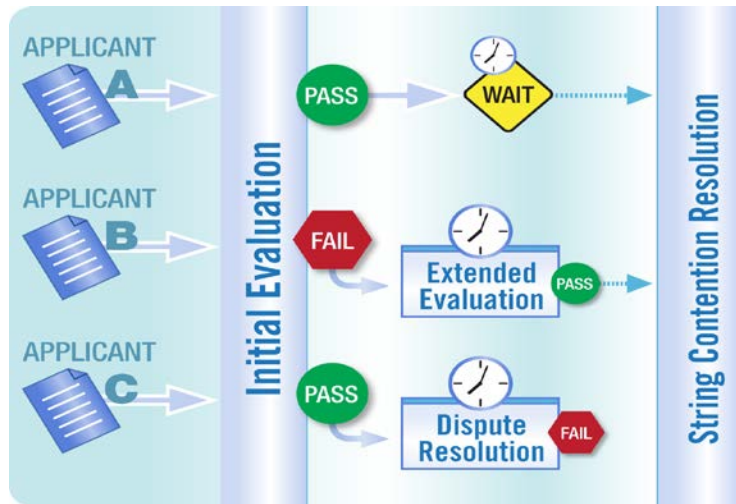 APPLICANT
A
PASS
WAIT
APPLICANT
B
FAIL
Extended
Evaluation
PASS
APPLICANT
C
PASS
Dispute
Resolution
FAIL
Initial Evaluation
String Contention Resolution